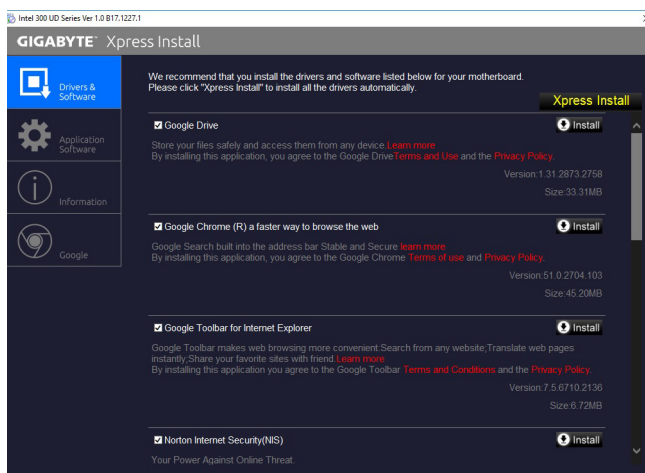 Intel 300 UD Series Ver 1.0 B17.1227.1
GIGABYTE™ Xpress Install
Drivers &
Software
Application
Software
Information
Google
We recommend that you install the drivers and software listed below for your motherboard.
Please click "Xpress Install" to install all the drivers automatically.
Xpress Install
Google Drive
Install
Store your files safely and access them from any device.Learn more
By installing this application, you agree to the Google DriveTerms and Use and the Privacy Policy.
Version:1.31.2873.2758
Size:33.31MB
Google Chrome (R) a faster way to browse the web
Install
Google Search built into the address bar Stable and Secure learn more
By installing this application, you agree to the Google Chrome Terms of use and Privacy Policy.
Version:51.0.2704.103
Size:45.20MB
Google Toolbar for Internet Explorer
Install
Google Toolbar makes web browsing more convenient:Search from any website;Translate web pages
instantly;Share your favorite sites with friend.Learn more
By installing this application you agree to the Google Toolbar Terms and Conditions and the Privacy Policy.
Version:7.5.6710.2136
Size:6.72MB
Norton Internet Security(NIS)
Install
Your Power Against Online Threat